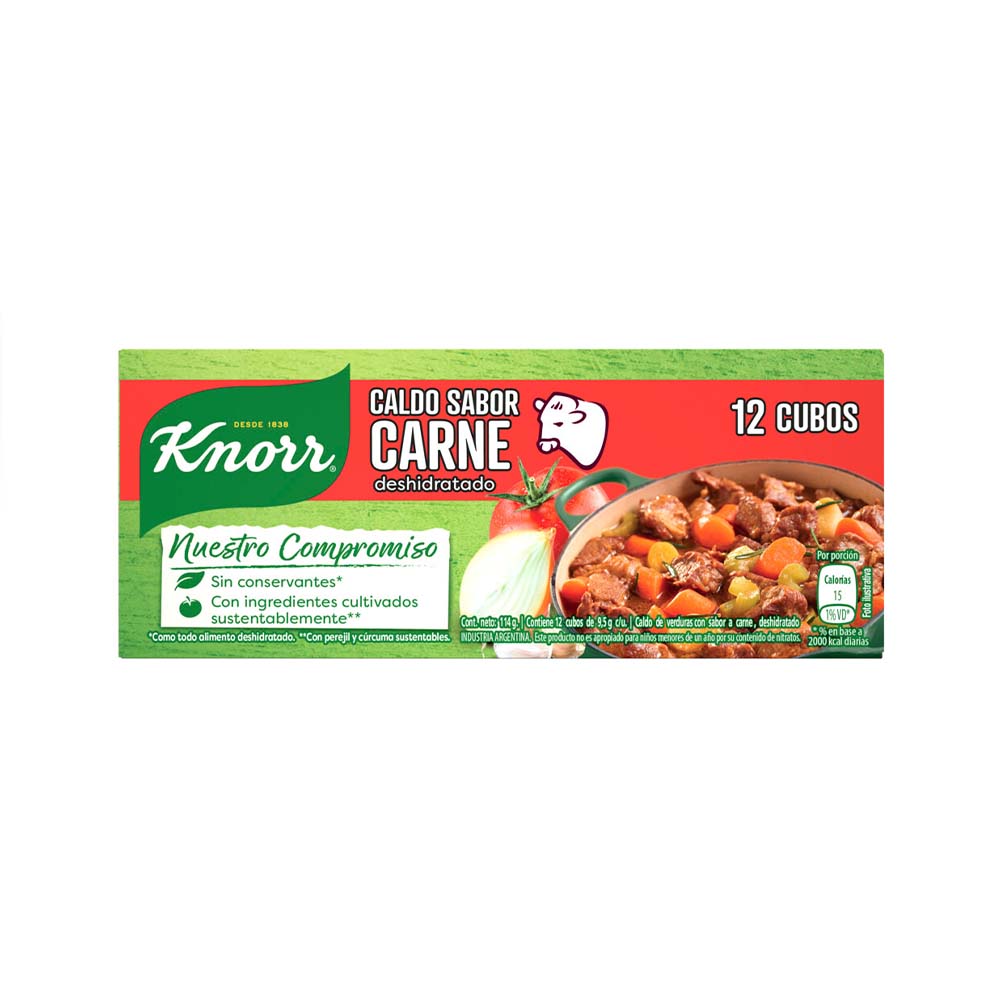 DESDE 1838
Knorr®
CALDO SABOR
CARNE
deshidratado
12 CUBOS
Nuestro Compromiso
Sin conservantes*
Con ingredientes cultivados
sustentablemente**
*Como todo alimento deshidratado. **Con perejil y cúrcuma sustentables.
Cont. neto: 114 g. | Contiene 12 cubos de 9,5 g c/u. | Caldo de verduras con sabor a carne, deshidratado
INDUSTRIA ARGENTINA. Este producto no es apropiado para niños menores de un año por su contenido de nitratos.
Por porción
Calorías
15
1% VD*
* % en base a
2000 kcal diarias
Foto ilustrativa